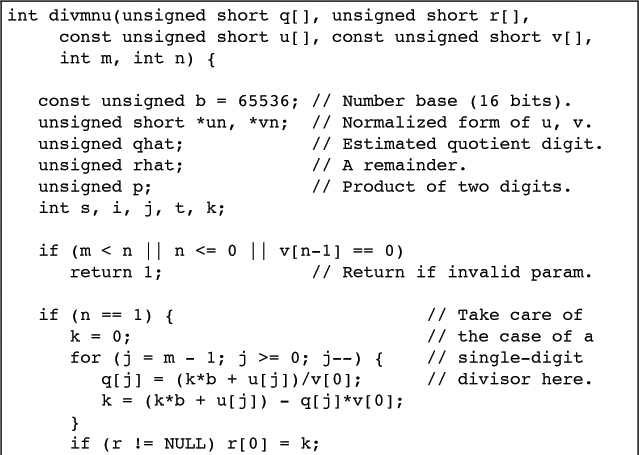 int divmnu(unsigned short q[], unsigned short r[],
     const unsigned short u[], const unsigned short v[],
     int m, int n) {

   const unsigned b = 65536; // Number base (16 bits).
   unsigned short *un, *vn;  // Normalized form of u, v.
   unsigned qhat;            // Estimated quotient digit.
   unsigned rhat;            // A remainder.
   unsigned p;               // Product of two digits.
   int s, i, j, t, k;

   if (m < n || n <= 0 || v[n-1] == 0)
      return 1;              // Return if invalid param.

   if (n == 1) {                        // Take care of
      k = 0;                            // the case of a
      for (j = m - 1; j >= 0; j--) {    // single-digit
         q[j] = (k*b + u[j])/v[0];      // divisor here.
         k = (k*b + u[j]) - q[j]*v[0];
      }
      if (r != NULL) r[0] = k;